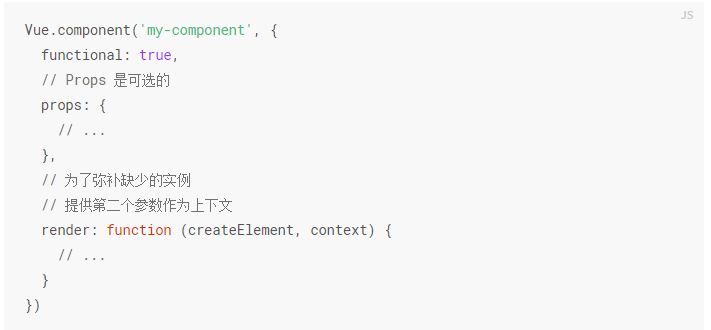 JS
Vue.component('my-component', {
  functional: true,
  // Props 是可选的
  props: {
    // ...
  },
  // 为了弥补缺少的实例
  // 提供第二个参数作为上下文
  render: function (createElement, context) {
    // ...
  }
})